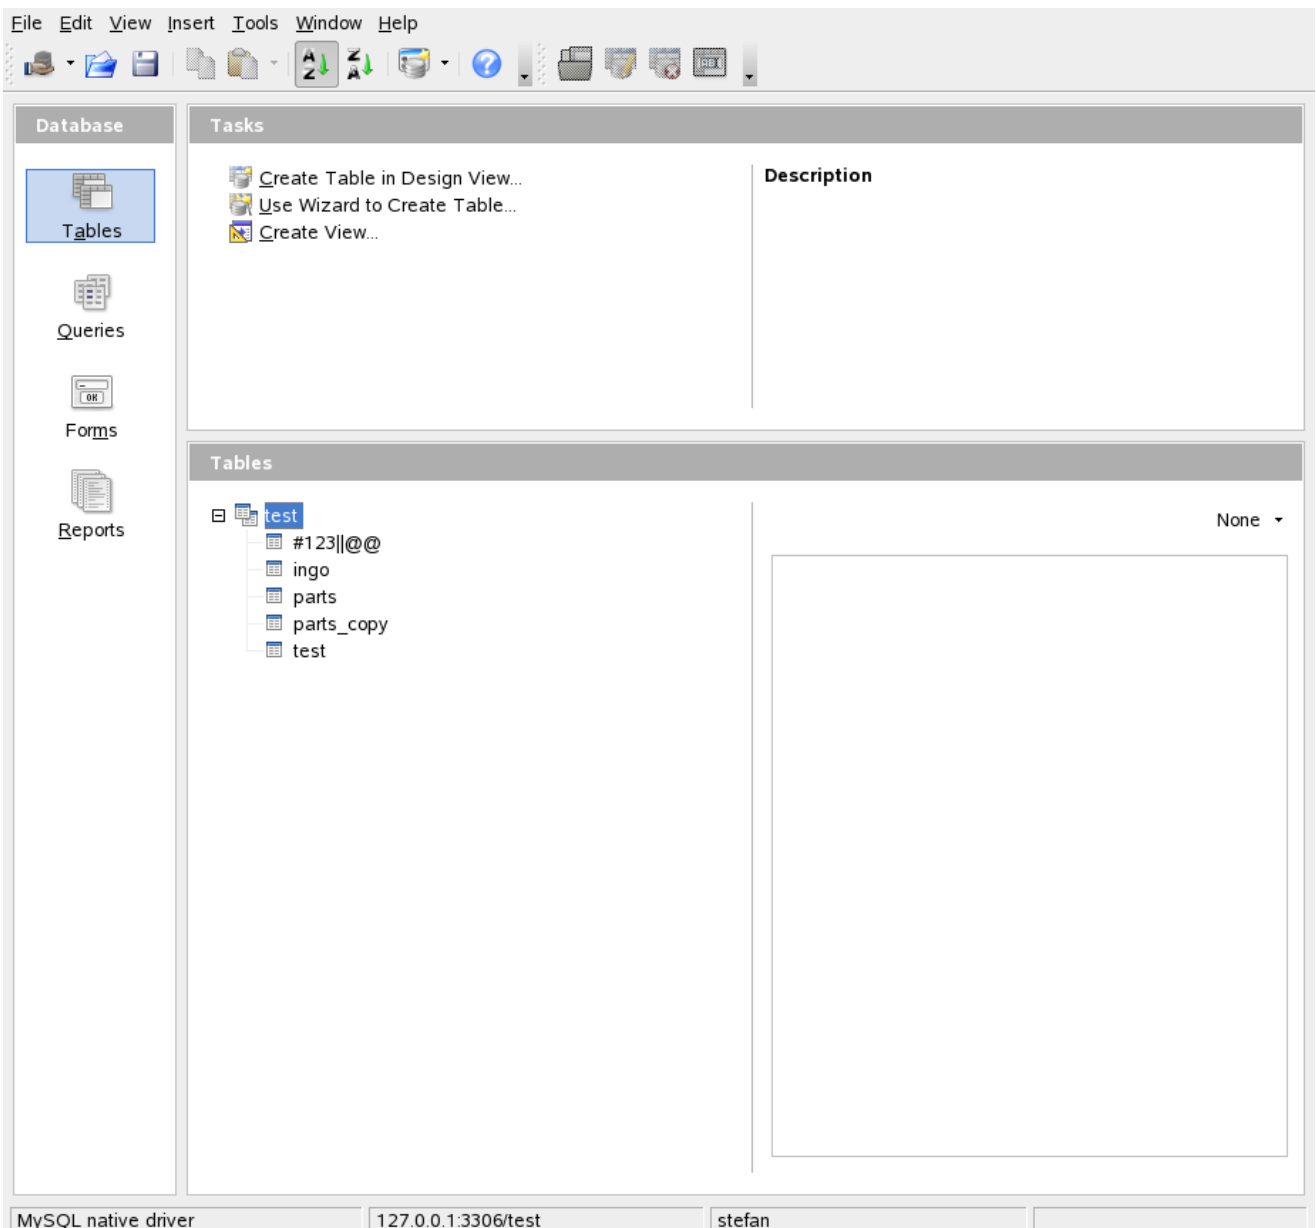 File Edit View Insert Tools Window Help
Database
Tables
Queries
Forms
Reports
Tasks
Create Table in Design View...
Use Wizard to Create Table...
Create View...
Description
Tables
test
#123||@@
ingo
parts
parts_copy
test
None
MySQL native driver 127.0.0.1:3306/test stefan